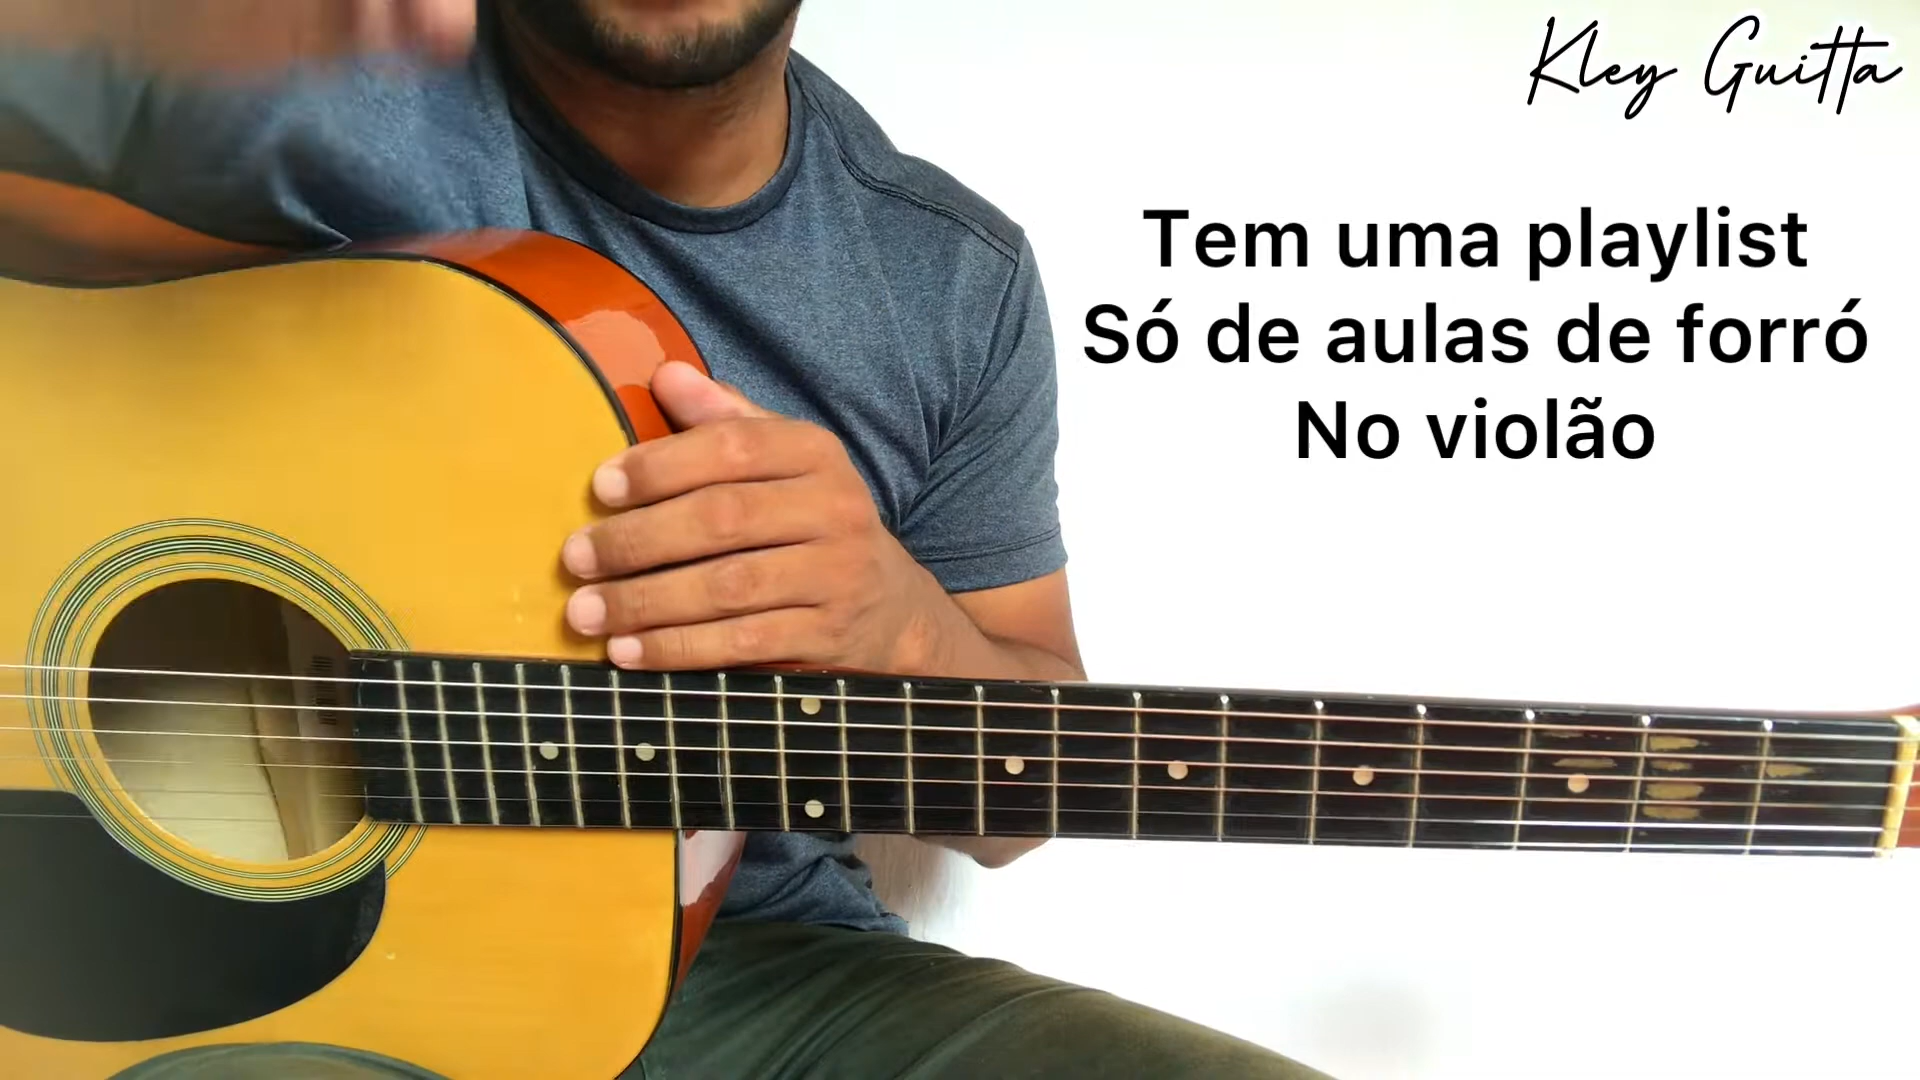 Kley Guitta
Tem uma playlist
Só de aulas de forró
No violão